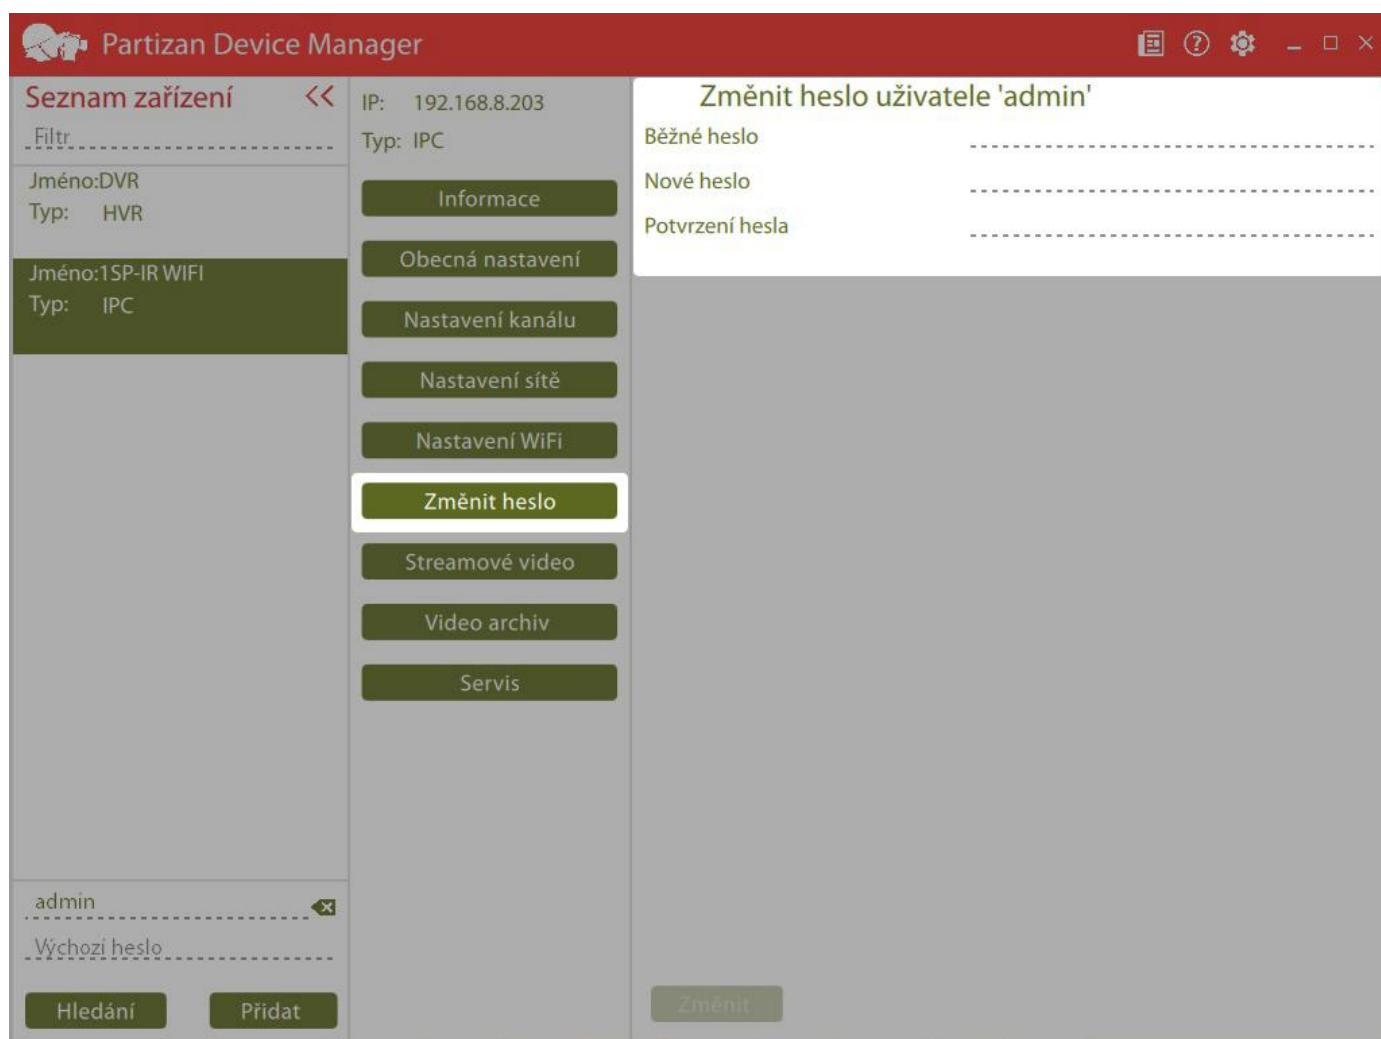 Partizan Device Manager
Seznam zařízení <<
Filtr
Jméno:DVR
Typ: HVR
Jméno:1SP-IR WIFI
Typ: IPC
admin
Výchozí heslo
Hledání Přidat
IP: 192.168.8.203
Typ: IPC
Informace
Obecná nastavení
Nastavení kanálu
Nastavení sítě
Nastavení WiFi
Změnit heslo
Streamové video
Video archiv
Servis
Změnit heslo uživatele 'admin'
Běžné heslo
Nové heslo
Potvrzení hesla
Změnit